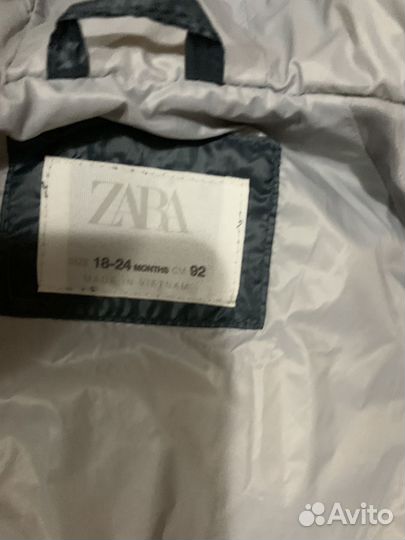 ZARA
SIZE 18-24 MONTHS CM 92
MADE IN VIETNAM
Avito